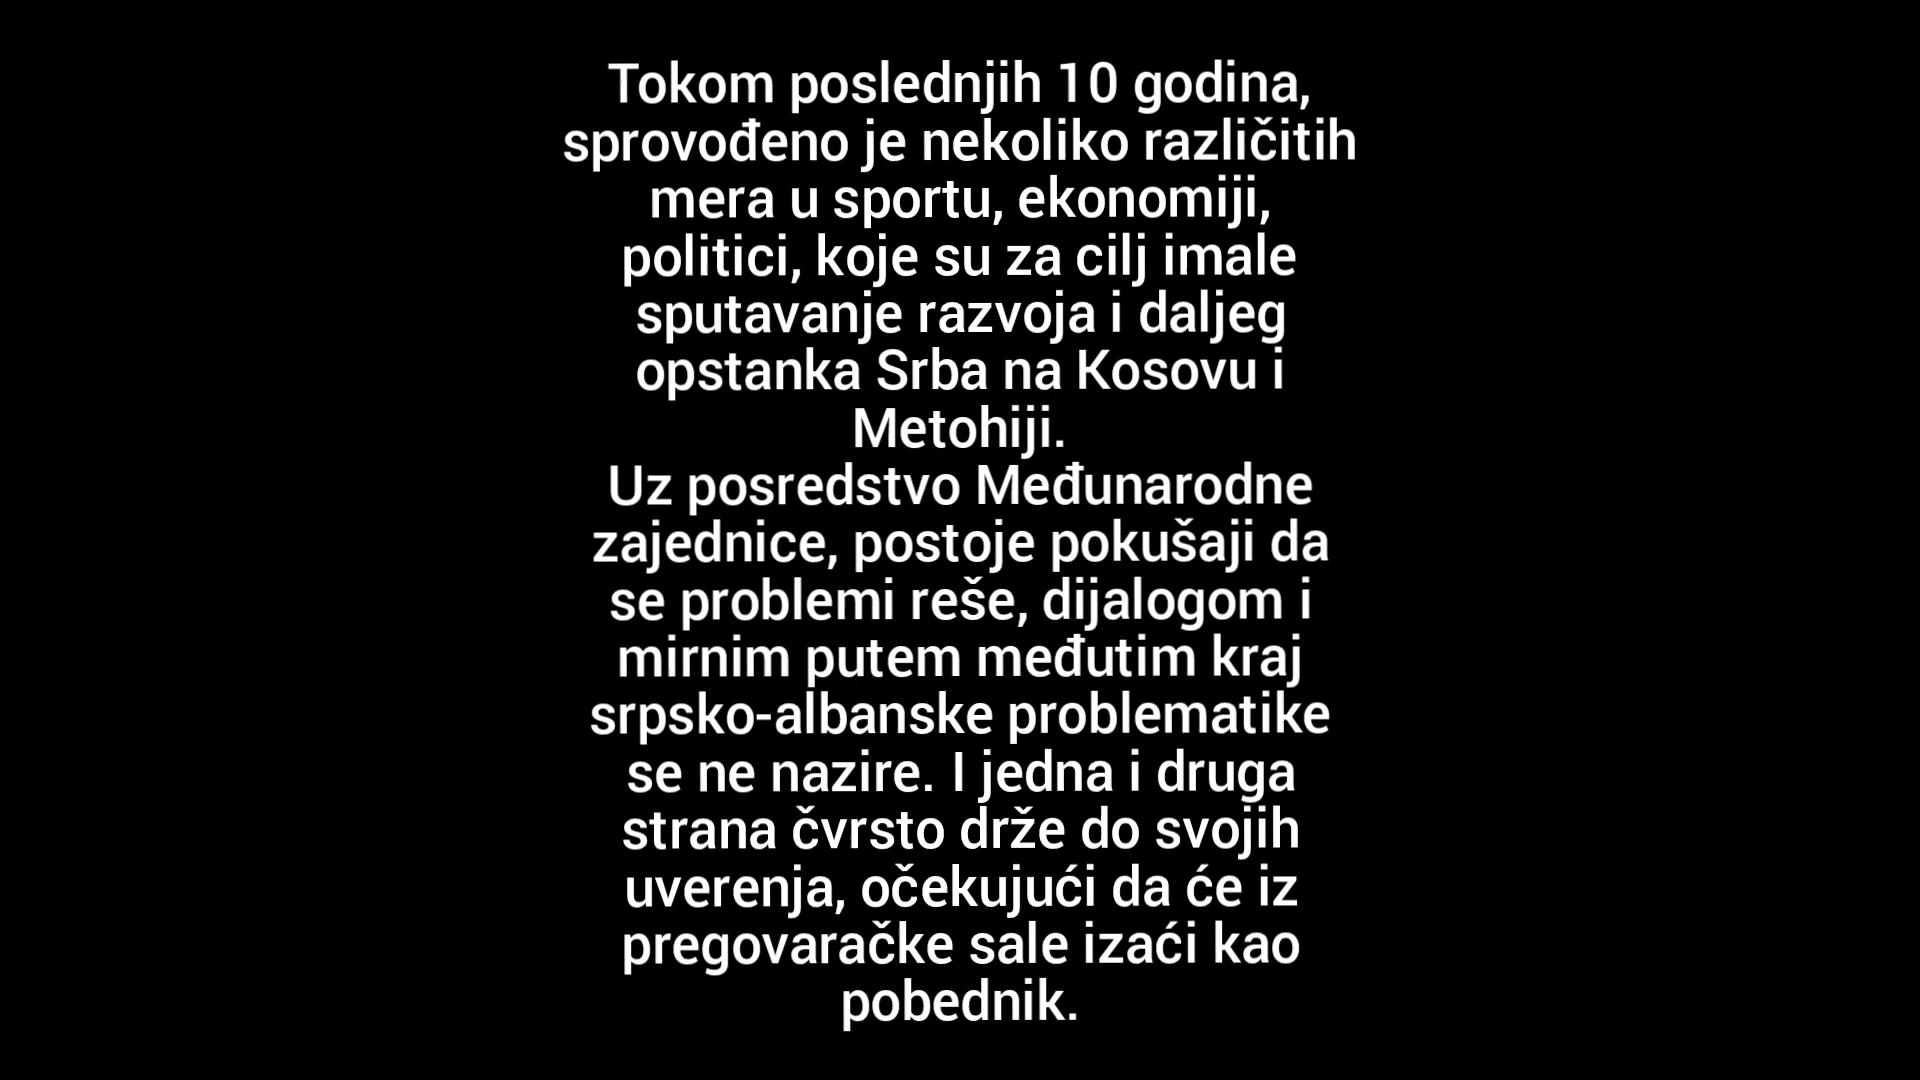 Tokom poslednjih 10 godina,
sprovođeno je nekoliko različitih
mera u sportu, ekonomiji,
politici, koje su za cilj imale
sputavanje razvoja i daljeg
opstanka Srba na Kosovu i
Metohiji.
Uz posredstvo Međunarodne
zajednice, postoje pokušaji da
se problemi reše, dijalogom i
mirnim putem međutim kraj
srpsko-albanske problematike
se ne nazire. I jedna i druga
strana čvrsto drže do svojih
uverenja, očekujući da će iz
pregovaračke sale izaći kao
pobednik.